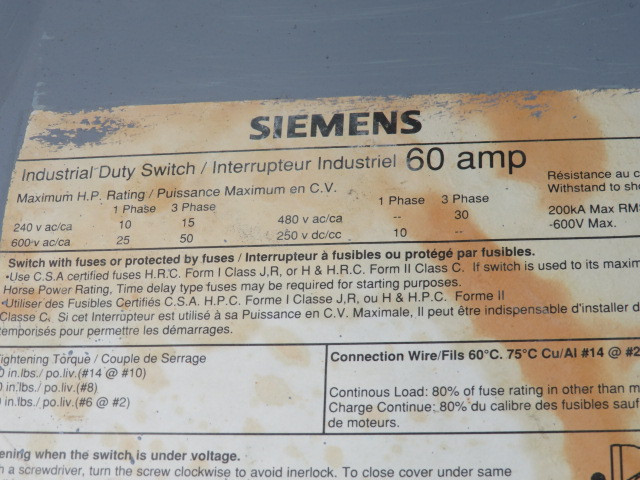 SIEMENS
Industrial Duty Switch / Interrupteur Industriel 60 amp
Maximum H.P. Rating / Puissance Maximum en C.V.
1 Phase 3 Phase 1 Phase 3 Phase
240 v ac/ca 10 15 480 v ac/ca -- 30
600 v ac/ca 25 50 250 v dc/cc 10 --
Résistance au c
Withstand to sh
200kA Max RM
-600V Max.
Switch with fuses or protected by fuses / Interrupteur à fusibles ou protégé par fusibles.
•Use C.S.A certified fuses H.R.C. Form I Class J,R, or H & H.R.C. Form II Class C. If switch is used to its maxim
Horse Power Rating, Time delay type fuses may be required for starting purposes.
•Utiliser des Fusibles Certifiés C.S.A. H.P.C. Forme I Classe J,R, ou H & H.P.C. Forme II
Classe C. Si cet Interrupteur est utilisé à sa Puissance en C.V. Maximale, Il peut être indispensable d'installer d
temporisés pour permettre les démarrages.
ightening Torque / Couple de Serrage
0 in.lbs./ po.liv.(#14 @ #10)
in.lbs./ po.liv.(#8)
in.lbs./ po.liv.(#6 @ #2)
Connection Wire/Fils 60°C. 75°C Cu/Al #14 @ #2
Continous Load: 80% of fuse rating in other than m
Charge Continue: 80% du calibre des fusibles sauf
de moteurs.
ening when the switch is under voltage.
h a screwdriver, turn the screw clockwise to avoid inerlock. To close cover under same